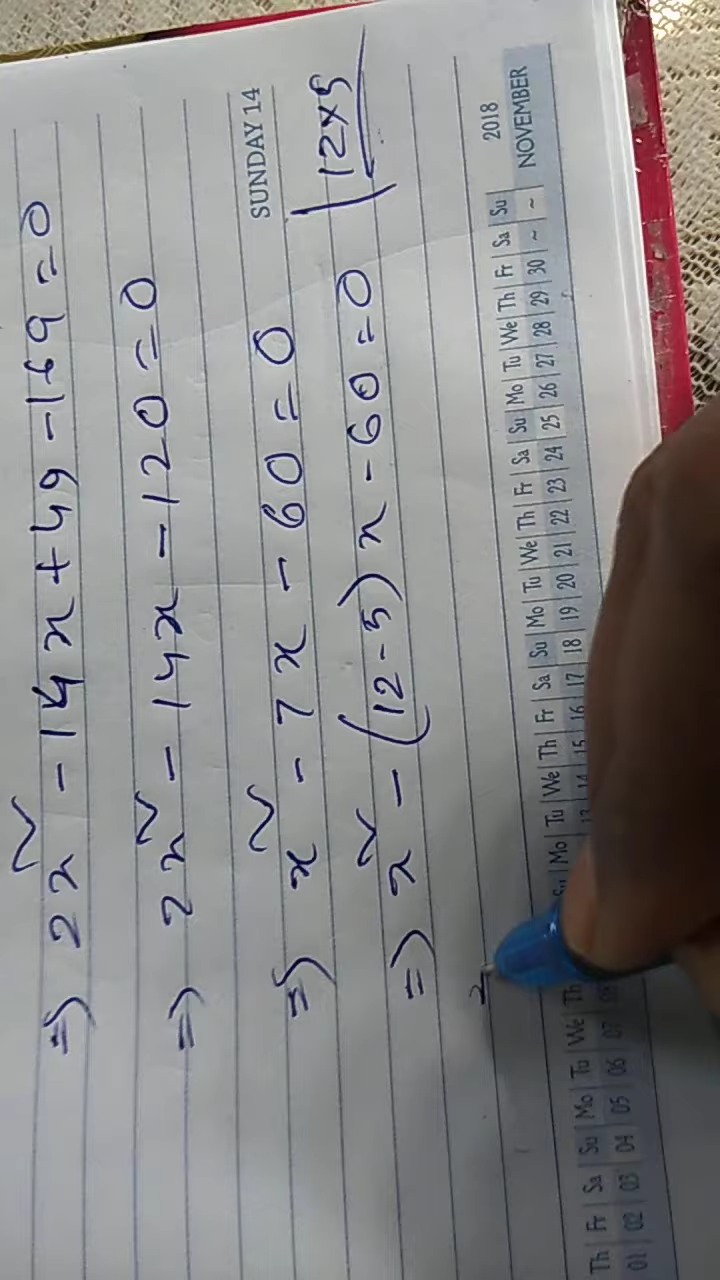 SUNDAY 14
⇒ 2x² - 14x + 49 - 169 = 0
⇒ 2x² - 14x - 120 = 0
⇒ x² - 7x - 60 = 0 | 12×5
⇒ x² - (12-5)x - 60 = 0
2018
NOVEMBER
Th | Fr | Sa | Su | Mo | Tu | We | Th | Su | Mo | Tu | We | Th | Fr | Sa | Su | Mo | Tu | We | Th | Fr | Sa | Su | Mo | Tu | We | Th | Fr | Sa | Su
01 | 02 | 03 | 04 | 05 | 06 | 07 | 08 | 14 | 15 | 16 | 17 | 18 | 19 | 20 | 21 | 22 | 23 | 24 | 25 | 26 | 27 | 28 | 29 | 30 | ~ | ~